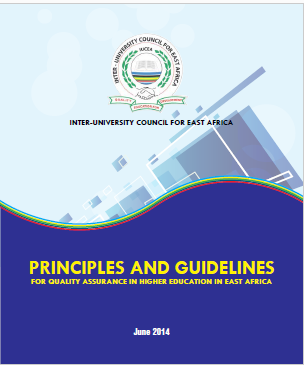 INTER-UNIVERSITY COUNCIL FOR EAST AFRICA
IUCEA
INTER-UNIVERSITY COUNCIL FOR EAST AFRICA
PRINCIPLES AND GUIDELINES
FOR QUALITY ASSURANCE IN HIGHER EDUCATION IN EAST AFRICA
June 2014